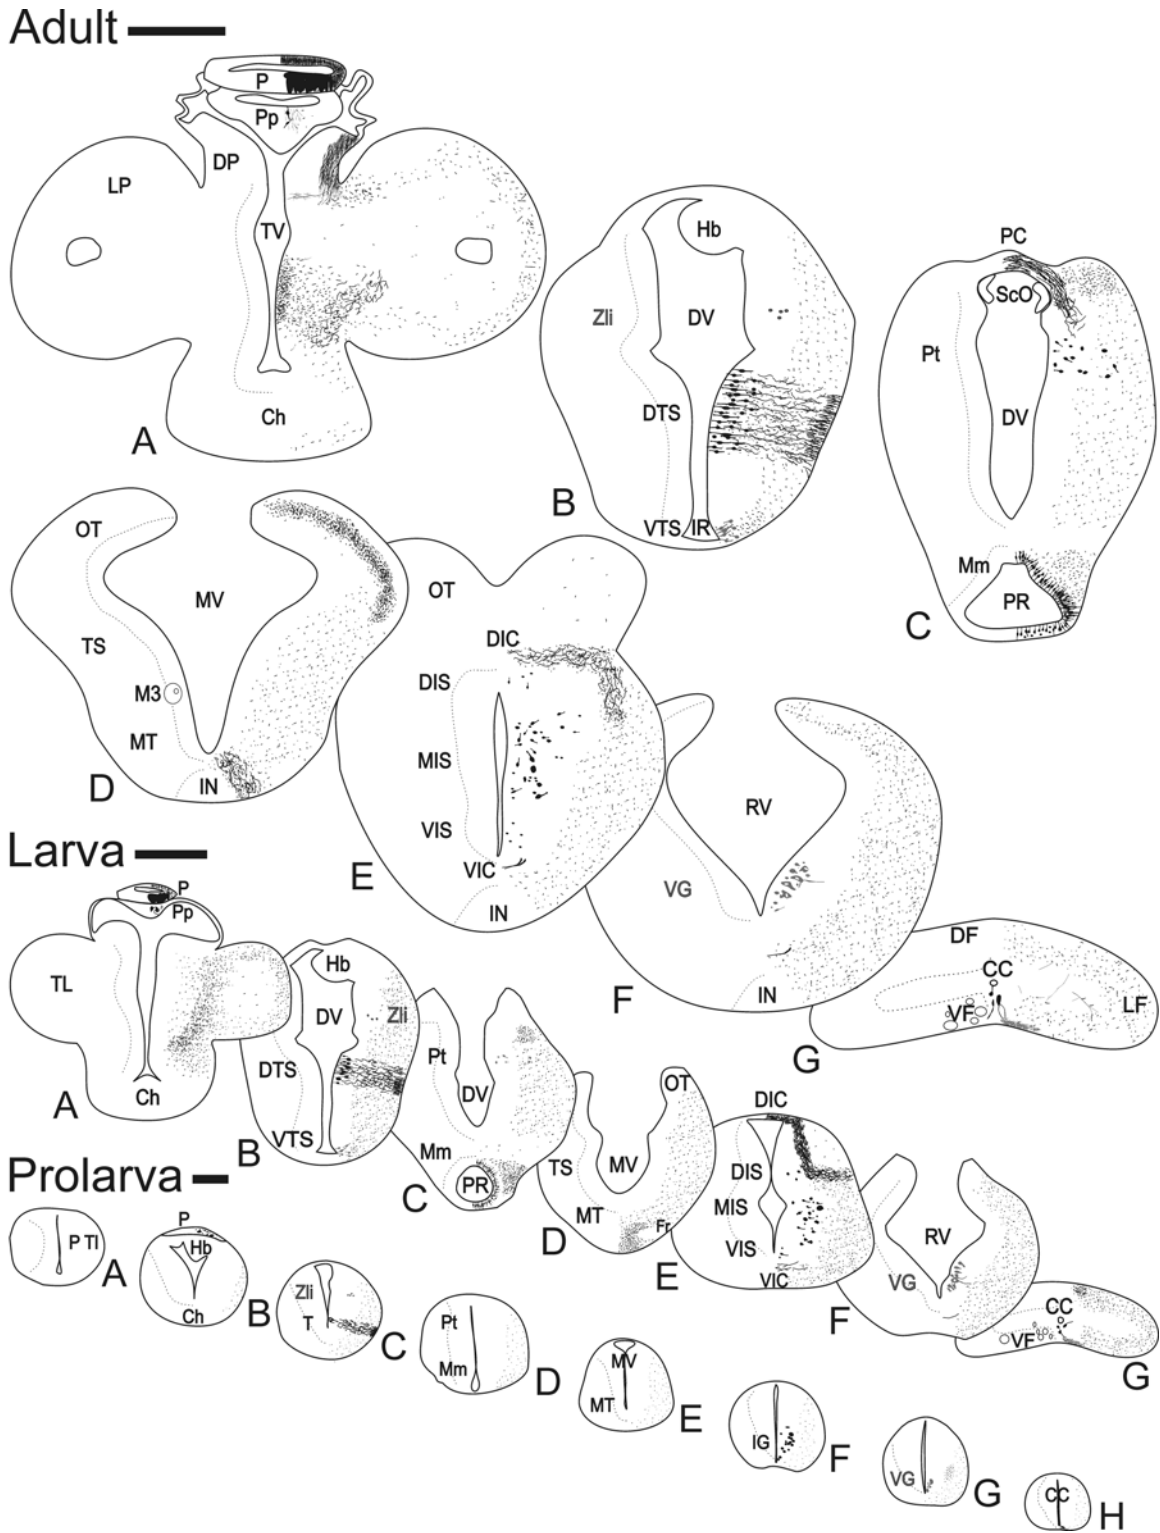 Adult
P
Pp
DP
LP
TV
Ch
A
Hb
Zli
DV
DTS
VTS
IR
B
PC
ScO
Pt
DV
Mm
PR
C
OT
MV
TS
M3
MT
IN
D
OT
DIC
DIS
MIS
VIS
VIC
IN
E
RV
VG
IN
F
DF
CC
VF
LF
G
Larva
P
Pp
TL
Ch
A
Hb
DV
Zli
DTS
VTS
B
Pt
DV
Mm
PR
C
OT
TS
MV
MT
Fr
D
DIC
DIS
MIS
VIS
VIC
E
RV
VG
F
CC
VF
G
Prolarva
P Tl
A
P
Hb
Ch
B
Zli
T
C
Pt
Mm
D
MV
MT
E
IG
F
VG
G
CC
H